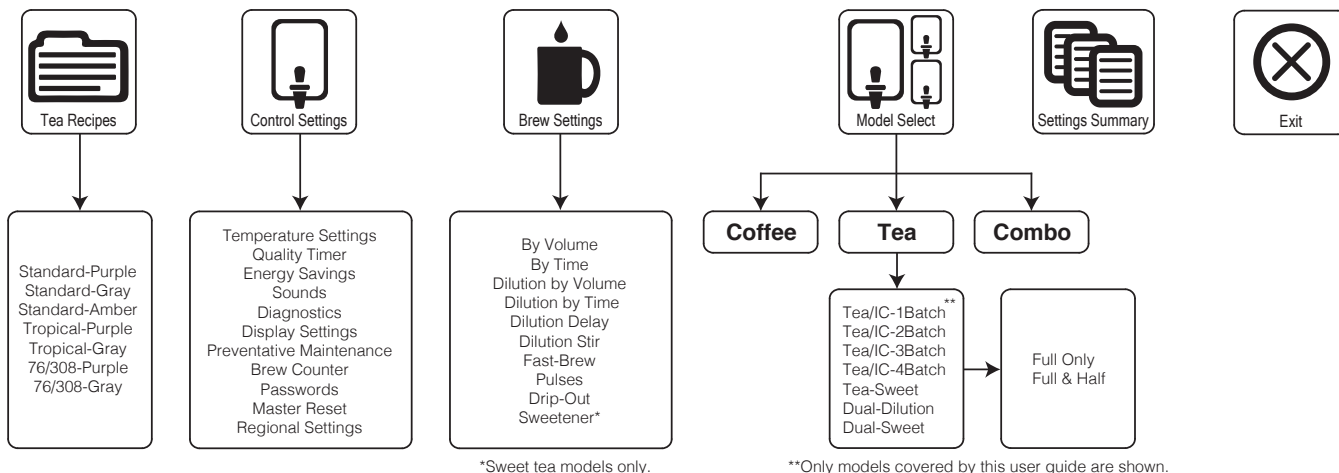 Tea Recipes
Control Settings
Brew Settings
Model Select
Settings Summary
Exit
Standard-Purple
Standard-Gray
Standard-Amber
Tropical-Purple
Tropical-Gray
76/308-Purple
76/308-Gray
Temperature Settings
Quality Timer
Energy Savings
Sounds
Diagnostics
Display Settings
Preventative Maintenance
Brew Counter
Passwords
Master Reset
Regional Settings
By Volume
By Time
Dilution by Volume
Dilution by Time
Dilution Delay
Dilution Stir
Fast-Brew
Pulses
Drip-Out
Sweetener*
*Sweet tea models only.
Coffee
Tea
Combo
Tea/IC-1Batch**
Tea/IC-2Batch
Tea/IC-3Batch
Tea/IC-4Batch
Tea-Sweet
Dual-Dilution
Dual-Sweet
Full Only
Full & Half
**Only models covered by this user guide are shown.